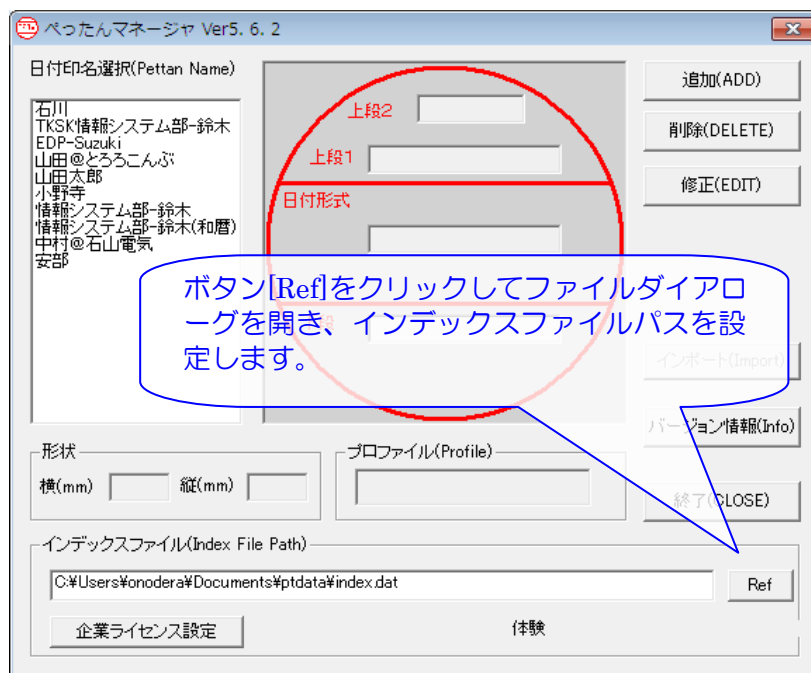 ぺったんマネージャ Ver5. 6. 2
日付印名選択(Pettan Name)
石川
TKSK情報システム部-鈴木
EDP-Suzuki
山田@とろろこんぶ
山田太郎
小野寺
情報システム部-鈴木
情報システム部-鈴木(和暦)
中村@石山電気
安部
上段2
上段1
日付形式
追加(ADD)
削除(DELETE)
修正(EDIT)
ボタン[Ref]をクリックしてファイルダイアロ
ーグを開き、インデックスファイルパスを設
定します。
インポート(Import)
バージョン情報(Info)
終了(CLOSE)
形状
横(mm)
縦(mm)
プロファイル(Profile)
インデックスファイル(Index File Path)
C:¥Users¥onodera¥Documents¥ptdata¥index.dat
Ref
企業ライセンス設定
体験